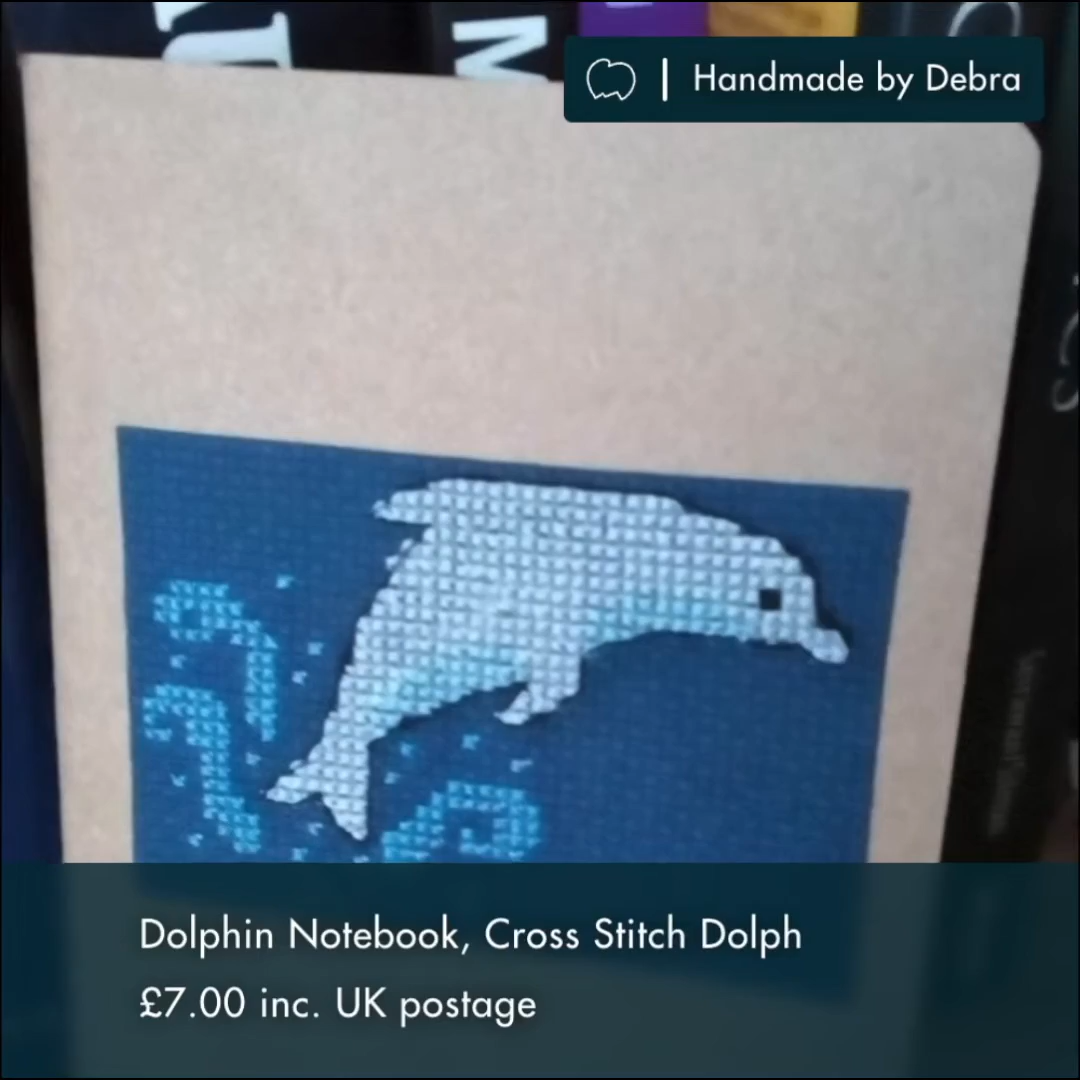 Handmade by Debra
Dolphin Notebook, Cross Stitch Dolph
£7.00 inc. UK postage